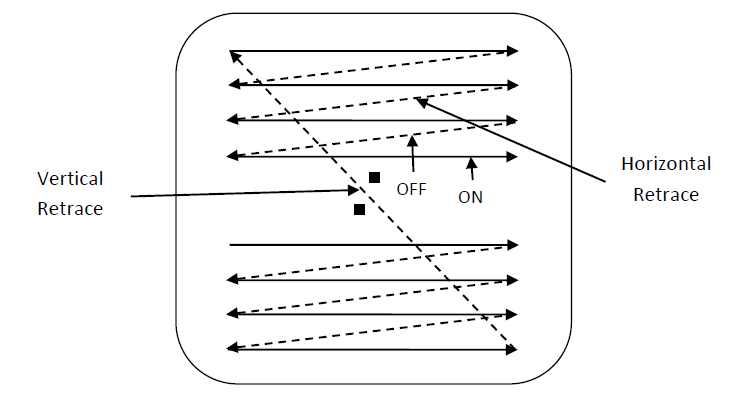 Vertical
Retrace
OFF
ON
Horizontal
Retrace